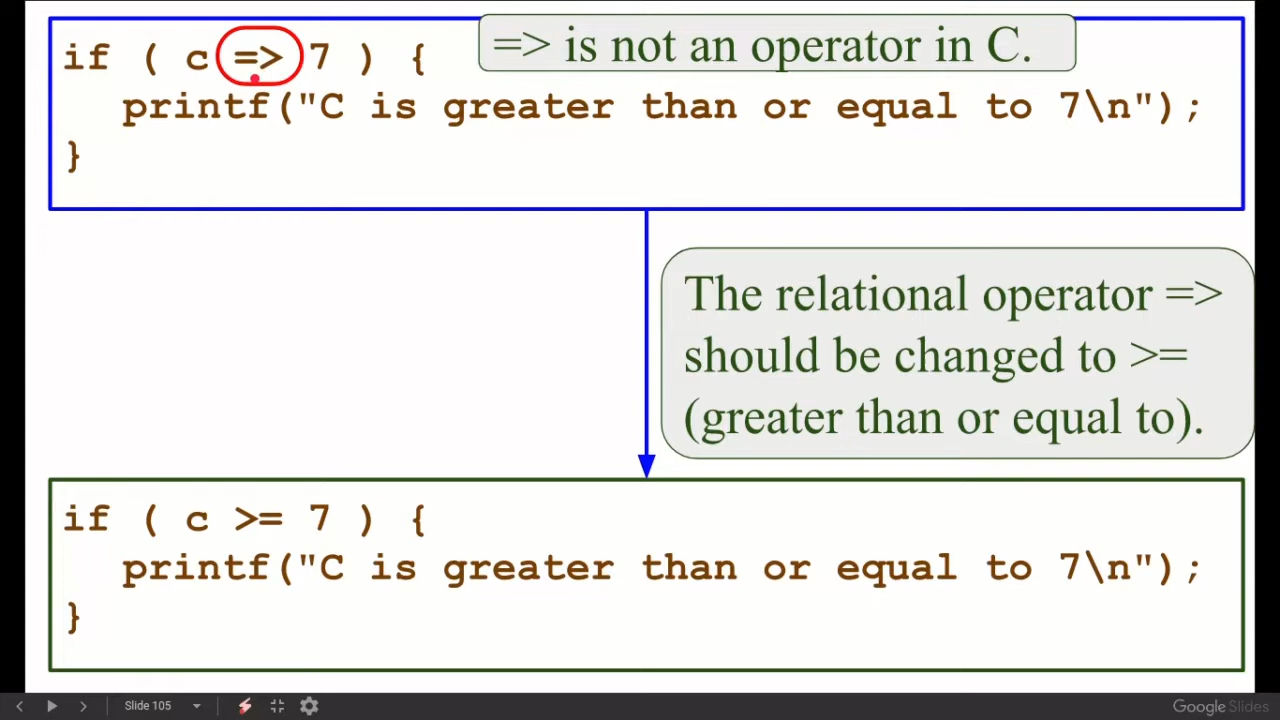 if ( c => 7 ) {
=> is not an operator in C.
printf("C is greater than or equal to 7\n");
}
The relational operator =>
should be changed to >=
(greater than or equal to).
if ( c >= 7 ) {
printf("C is greater than or equal to 7\n");
}
Slide 105
Google Slides